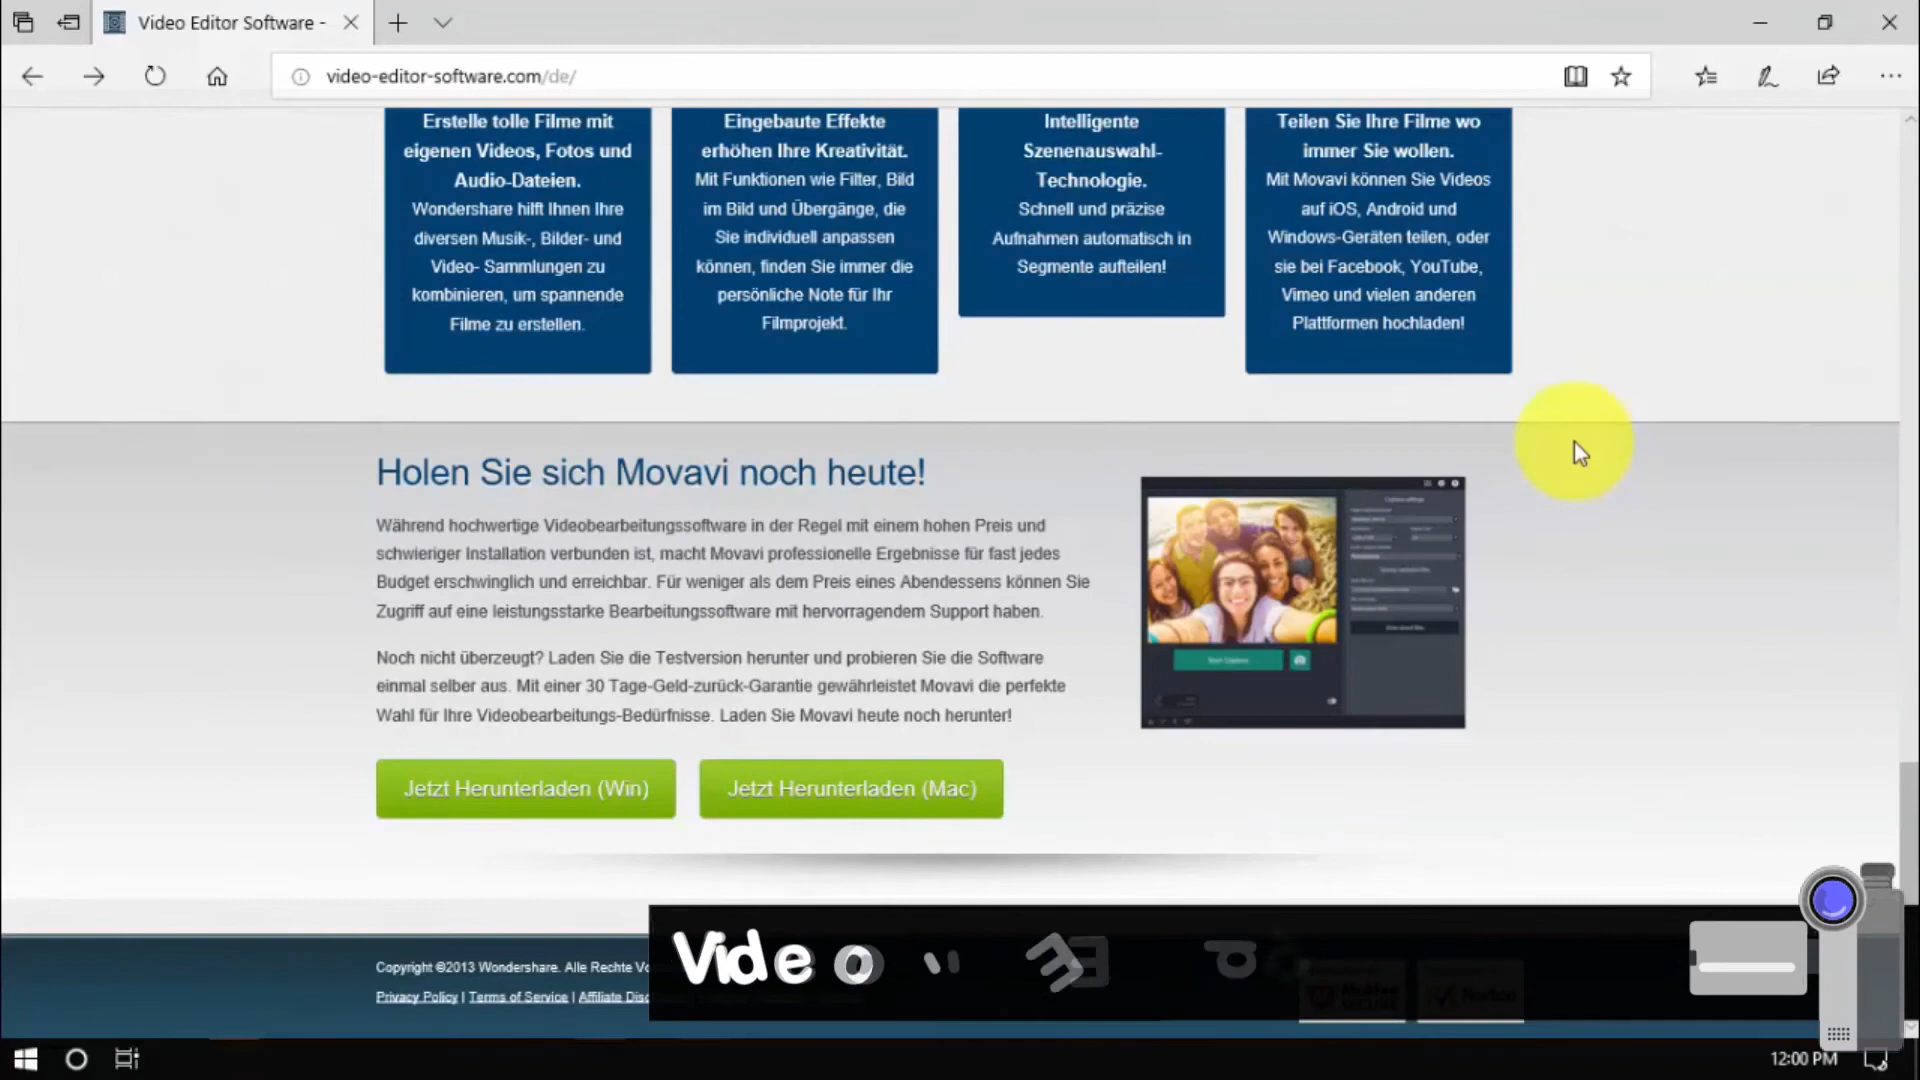 Video Editor Software -
video-editor-software.com/de/
Erstelle tolle Filme mit
eigenen Videos, Fotos und
Audio-Dateien.
Wondershare hilft Ihnen Ihre
diversen Musik-, Bilder- und
Video- Sammlungen zu
kombinieren, um spannende
Filme zu erstellen.
Eingebaute Effekte
erhöhen Ihre Kreativität.
Mit Funktionen wie Filter, Bild
im Bild und Übergänge, die
Sie individuell anpassen
können, finden Sie immer die
persönliche Note für Ihr
Filmprojekt.
Intelligente
Szenenauswahl-
Technologie.
Schnell und präzise
Aufnahmen automatisch in
Segmente aufteilen!
Teilen Sie Ihre Filme wo
immer Sie wollen.
Mit Movavi können Sie Videos
auf iOS, Android und
Windows-Geräten teilen, oder
sie bei Facebook, YouTube,
Vimeo und vielen anderen
Plattformen hochladen!
Holen Sie sich Movavi noch heute!
Während hochwertige Videobearbeitungssoftware in der Regel mit einem hohen Preis und
schwieriger Installation verbunden ist, macht Movavi professionelle Ergebnisse für fast jedes
Budget erschwinglich und erreichbar. Für weniger als dem Preis eines Abendessens können Sie
Zugriff auf eine leistungsstarke Bearbeitungssoftware mit hervorragendem Support haben.
Noch nicht überzeugt? Laden Sie die Testversion herunter und probieren Sie die Software
einmal selber aus. Mit einer 30 Tage-Geld-zurück-Garantie gewährleistet Movavi die perfekte
Wahl für Ihre Videobearbeitungs-Bedürfnisse. Laden Sie Movavi heute noch herunter!
Jetzt Herunterladen (Win)
Jetzt Herunterladen (Mac)
Copyright ©2013 Wondershare. Alle Rechte
Privacy Policy | Terms of Service | Affiliate
Video
Norton
12:00 PM